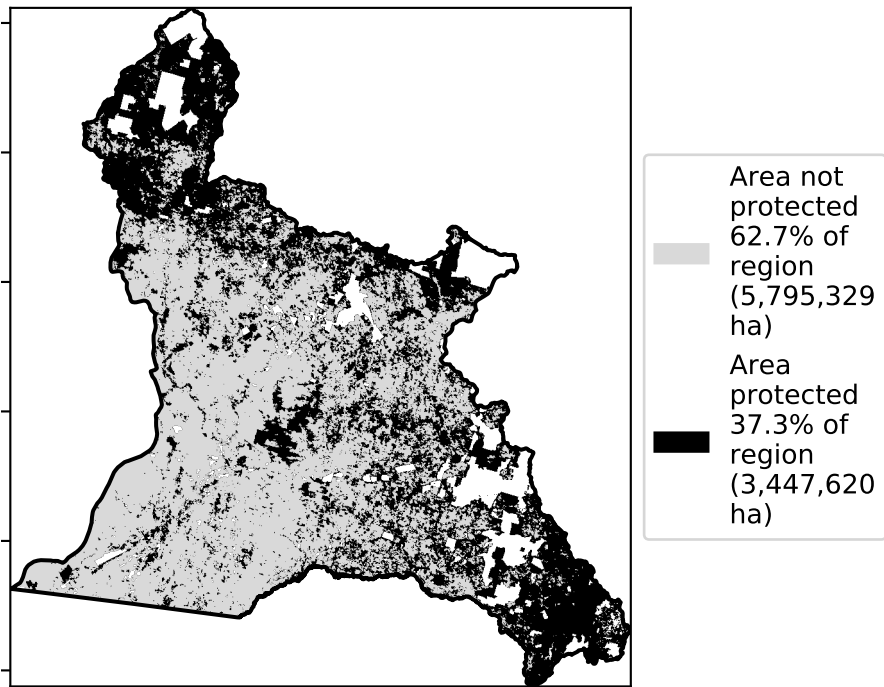 Area not
protected
62.7% of
region
(5,795,329
ha)
Area
protected
37.3% of
region
(3,447,620
ha)